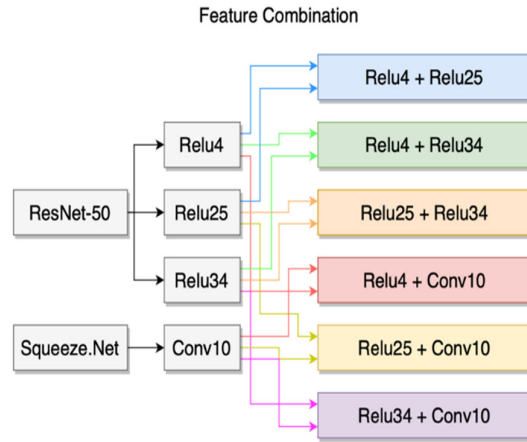 Feature Combination
Relu4 + Relu25
Relu4
Relu4 + Relu34
ResNet-50
Relu25
Relu25 + Relu34
Relu34
Relu4 + Conv10
Squeeze.Net
Conv10
Relu25 + Conv10
Relu34 + Conv10